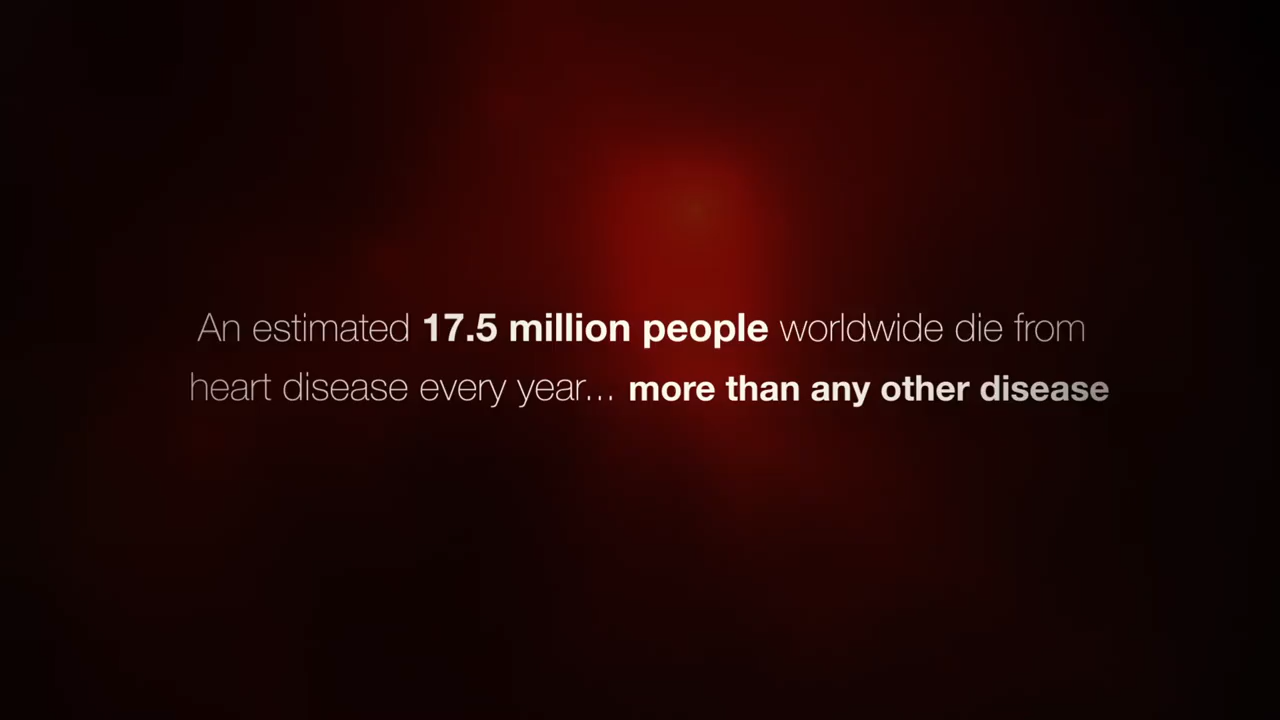 An estimated 17.5 million people worldwide die from
heart disease every year... more than any other disease